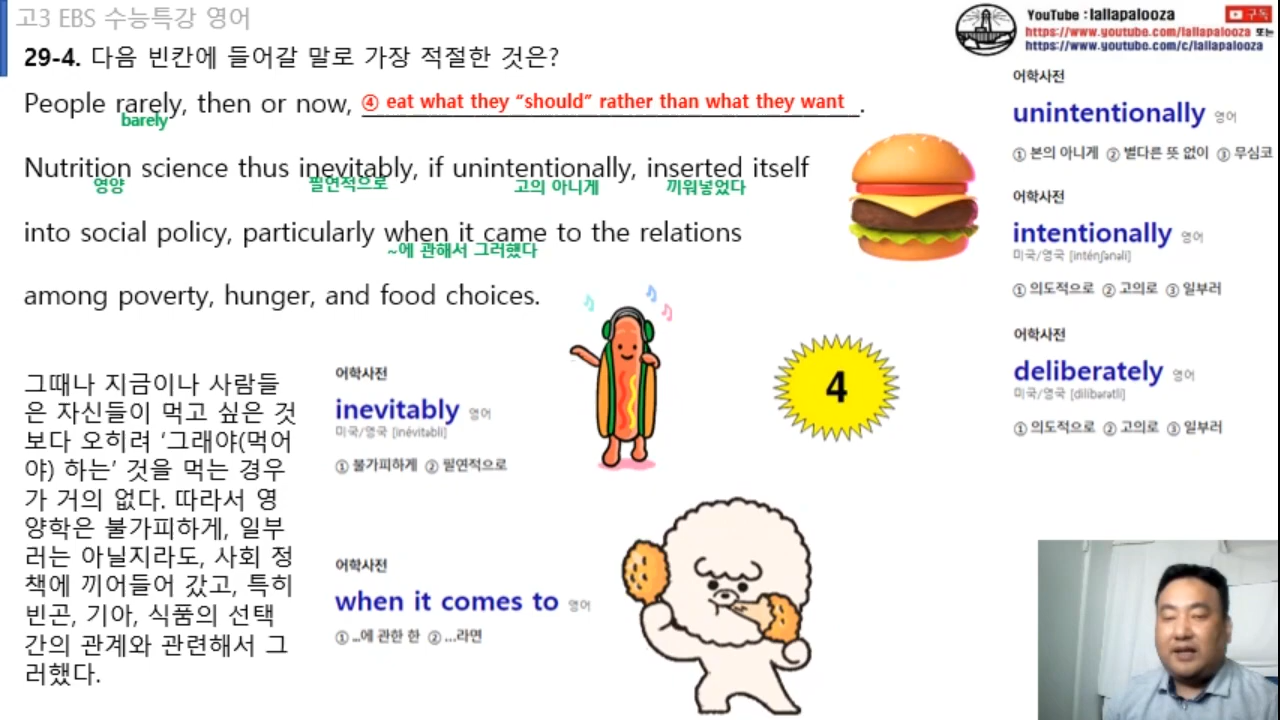 고3 EBS 수능특강 영어
29-4. 다음 빈칸에 들어갈 말로 가장 적절한 것은?
People rarely, then or now, ④ eat what they “should” rather than what they want .
barely
Nutrition science thus inevitably, if unintentionally, inserted itself
영양 필연적으로 고의 아니게 끼워넣었다
into social policy, particularly when it came to the relations
~에 관해서 그러했다
among poverty, hunger, and food choices.
그때나 지금이나 사람들
은 자신들이 먹고 싶은 것
보다 오히려 ‘그래야(먹어
야) 하는’ 것을 먹는 경우
가 거의 없다. 따라서 영
양학은 불가피하게, 일부
러는 아닐지라도, 사회 정
책에 끼어들어 갔고, 특히
빈곤, 기아, 식품의 선택
간의 관계와 관련해서 그
러했다.
어학사전
inevitably 영어
미국/영국 [inévitəbli]
① 불가피하게 ② 필연적으로
어학사전
when it comes to 영어
① …에 관한 한 ② …라면
4
YouTube : lallapalooza
구독
https://www.youtube.com/lallapalooza 또는
https://www.youtube.com/c/lallapalooza
어학사전
unintentionally 영어
① 본의 아니게 ② 별다른 뜻 없이 ③ 무심코
어학사전
intentionally 영어
미국/영국 [inténʃənəli]
① 의도적으로 ② 고의로 ③ 일부러
어학사전
deliberately 영어
미국/영국 [dilíbərətli]
① 의도적으로 ② 고의로 ③ 일부러